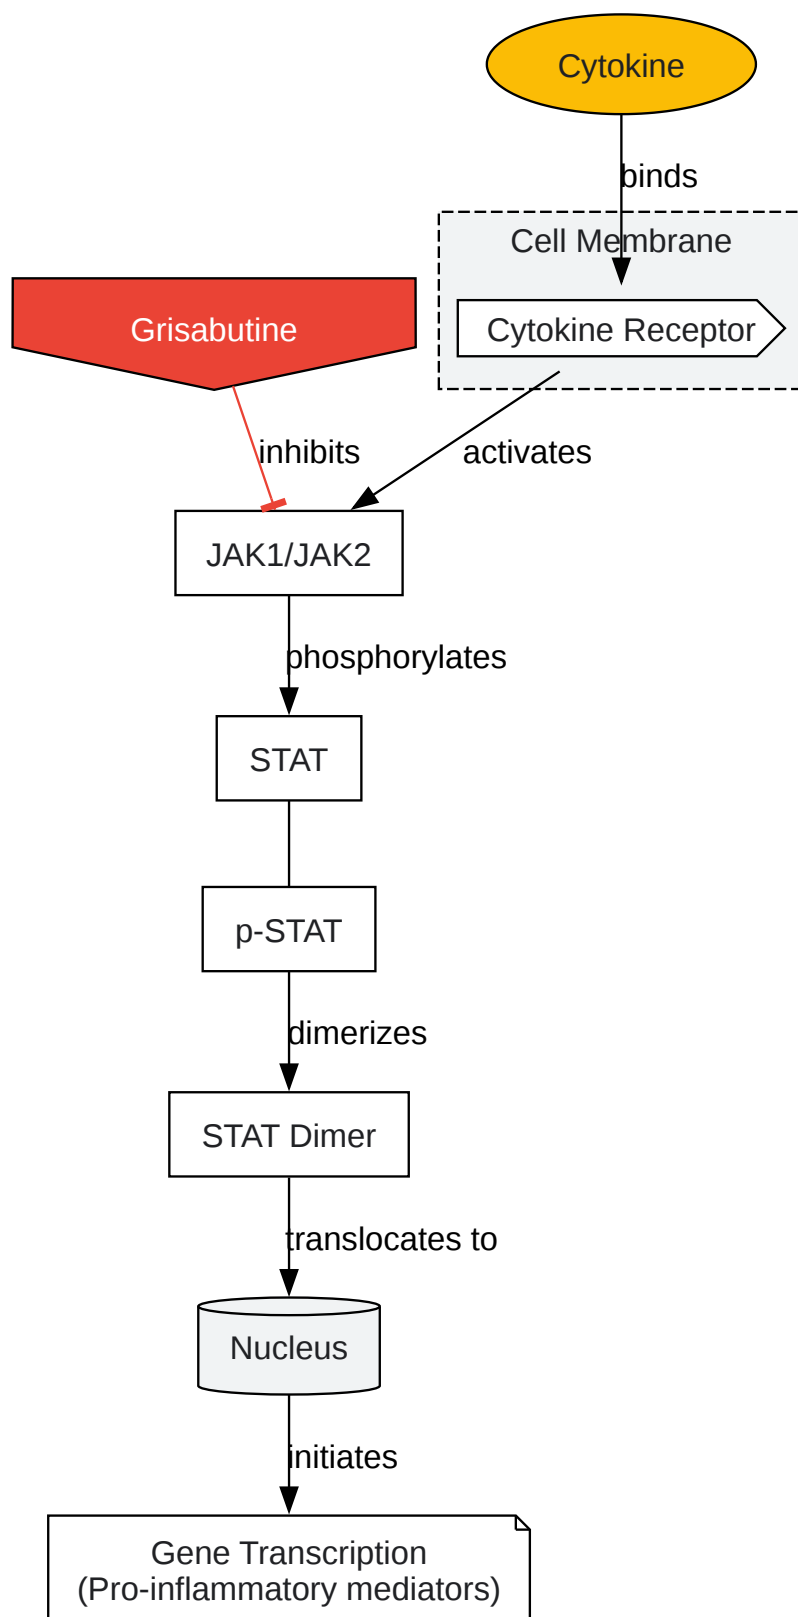 Cytokine
binds
Cell Membrane
Grisabutine
Cytokine Receptor
inhibits
activates
JAK1/JAK2
phosphorylates
STAT
p-STAT
dimerizes
STAT Dimer
translocates to
Nucleus
initiates
Gene Transcription
(Pro-inflammatory mediators)